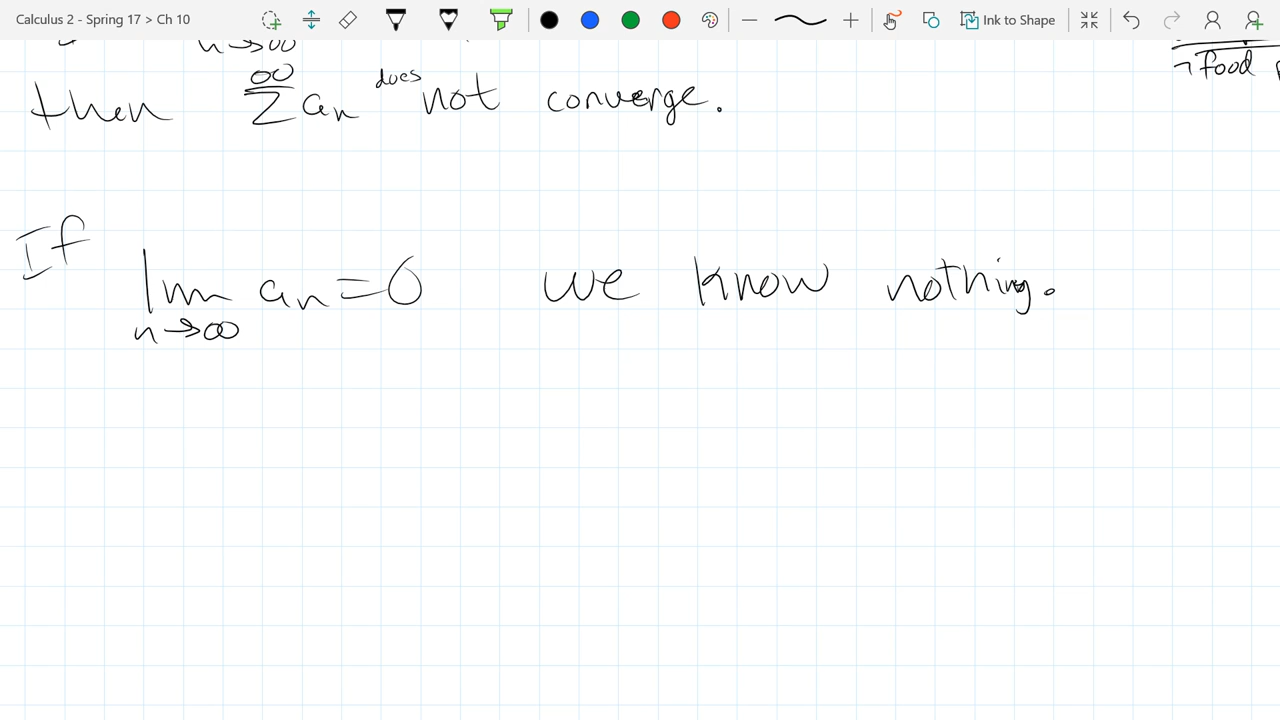 Calculus 2 - Spring 17 > Ch 10
Ink to Shape
n→∞
then ∞ Σ aₙ does not converge.
¬food
If
lim aₙ = 0 we know nothing.
n→∞